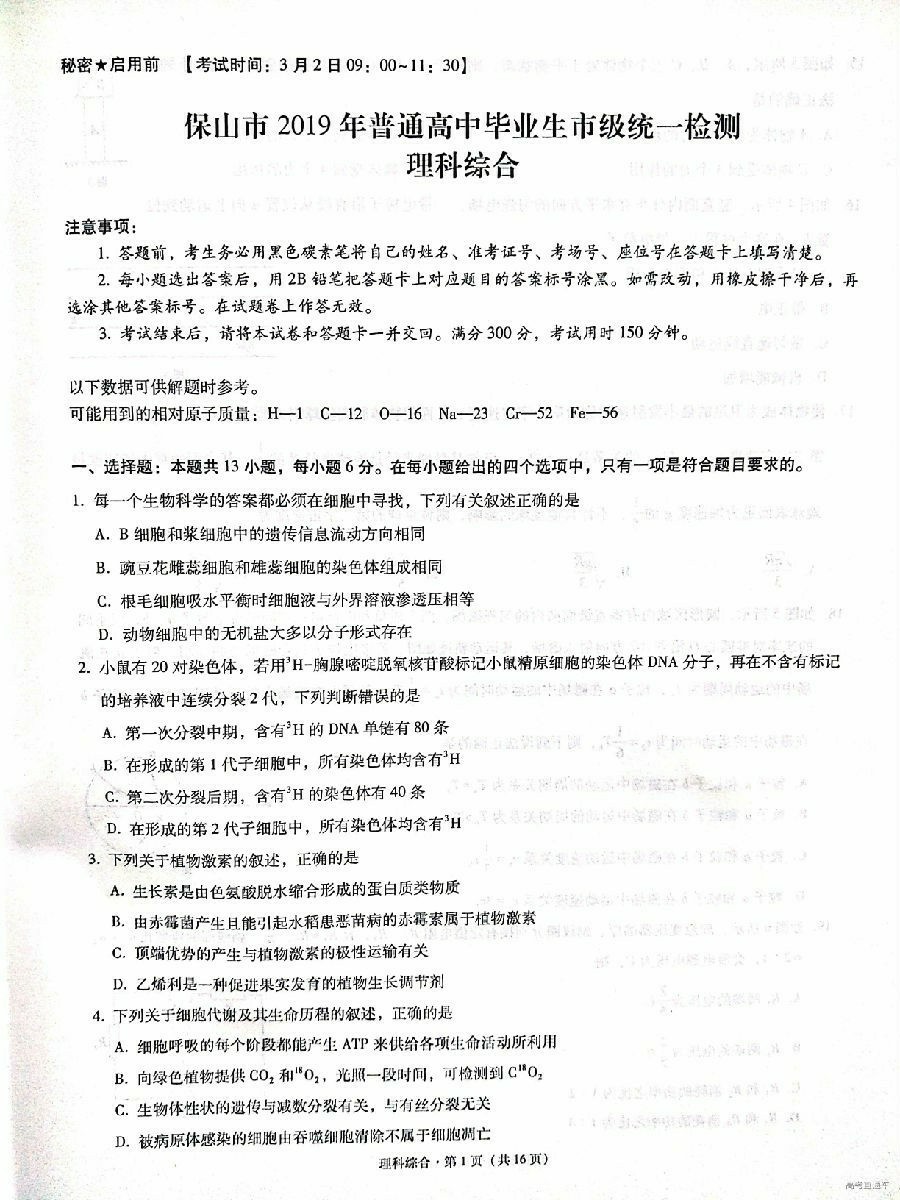 秘密★启用前 【考试时间：3月2日09：00~11：30】
保山市2019年普通高中毕业生市级统一检测
理科综合
注意事项：
1. 答题前，考生务必用黑色碳素笔将自己的姓名、准考证号、考场号、座位号在答题卡上填写清楚。
2. 每小题选出答案后，用2B铅笔把答题卡上对应题目的答案标号涂黑。如需改动，用橡皮擦干净后，再
选涂其他答案标号。在试题卷上作答无效。
3. 考试结束后，请将本试卷和答题卡一并交回。满分300分，考试用时150分钟。
以下数据可供解题时参考。
可能用到的相对原子质量：H—1 C—12 O—16 Na—23 Cr—52 Fe—56
一、选择题：本题共13小题，每小题6分。在每小题给出的四个选项中，只有一项是符合题目要求的。
1. 每一个生物科学的答案都必须在细胞中寻找，下列有关叙述正确的是
A. B细胞和浆细胞中的遗传信息流动方向相同
B. 豌豆花雌蕊细胞和雄蕊细胞的染色体组成相同
C. 根毛细胞吸水平衡时细胞液与外界溶液渗透压相等
D. 动物细胞中的无机盐大多以分子形式存在
2. 小鼠有20对染色体，若用³H-胸腺嘧啶脱氧核苷酸标记小鼠精原细胞的染色体DNA分子，再在不含有标记
的培养液中连续分裂2代，下列判断错误的是
A. 第一次分裂中期，含有³H的DNA单链有80条
B. 在形成的第1代子细胞中，所有染色体均含有³H
C. 第二次分裂后期，含有³H的染色体有40条
D. 在形成的第2代子细胞中，所有染色体均含有³H
3. 下列关于植物激素的叙述，正确的是
A. 生长素是由色氨酸脱水缩合形成的蛋白质类物质
B. 由赤霉菌产生且能引起水稻患恶苗病的赤霉素属于植物激素
C. 顶端优势的产生与植物激素的极性运输有关
D. 乙烯利是一种促进果实发育的植物生长调节剂
4. 下列关于细胞代谢及其生命历程的叙述，正确的是
A. 细胞呼吸的每个阶段都能产生ATP来供给各项生命活动所利用
B. 向绿色植物提供CO₂和¹⁸O₂，光照一段时间，可检测到C¹⁸O₂
C. 生物体性状的遗传与减数分裂有关，与有丝分裂无关
D. 被病原体感染的细胞由吞噬细胞清除不属于细胞凋亡
理科综合·第1页（共16页）